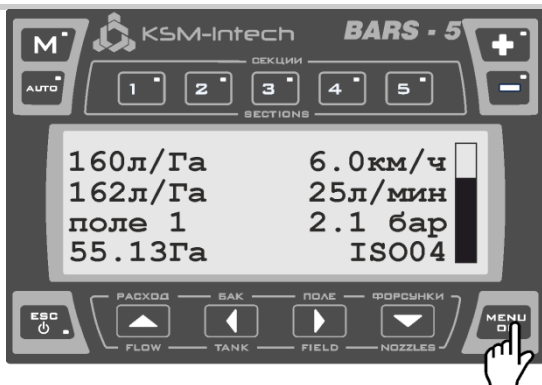 M
KSM-Intech
BARS - 5
+
AUTO
СЕКЦИИ
−
1 2 3 4 5
SECTIONS
160л/Га 6.0км/ч
162л/Га 25л/мин
поле 1 2.1 бар
55.13Га ISO04
ESC
РАСХОД БАК ПОЛЕ ФОРСУНКИ
MENU
FLOW TANK FIELD NOZZLES